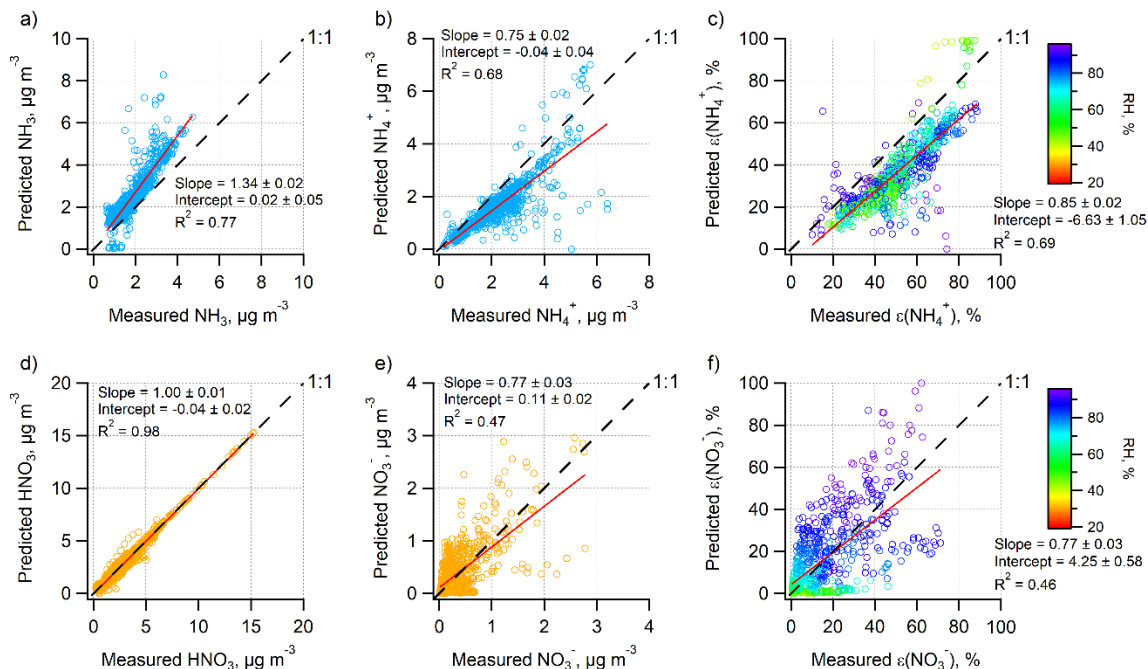 a)
10
8
6
4
2
0
Predicted NH₃, µg m⁻³
1:1
Slope = 1.34 ± 0.02
Intercept = 0.02 ± 0.05
R² = 0.77
0 2 4 6 8 10
Measured NH₃, µg m⁻³
b)
8
6
4
2
0
Predicted NH₄⁺, µg m⁻³
Slope = 0.75 ± 0.02
Intercept = -0.04 ± 0.04
R² = 0.68
1:1
0 2 4 6 8
Measured NH₄⁺, µg m⁻³
c)
100
80
60
40
20
0
Predicted ε(NH₄⁺), %
1:1
80
60
40
20
RH, %
Slope = 0.85 ± 0.02
Intercept = -6.63 ± 1.05
R² = 0.69
0 20 40 60 80 100
Measured ε(NH₄⁺), %
d)
20
15
10
5
0
Predicted HNO₃, µg m⁻³
Slope = 1.00 ± 0.01
Intercept = -0.04 ± 0.02
R² = 0.98
1:1
0 5 10 15 20
Measured HNO₃, µg m⁻³
e)
4
3
2
1
0
Predicted NO₃⁻, µg m⁻³
Slope = 0.77 ± 0.03
Intercept = 0.11 ± 0.02
R² = 0.47
1:1
0 1 2 3 4
Measured NO₃⁻, µg m⁻³
f)
100
80
60
40
20
0
Predicted ε(NO₃⁻), %
1:1
80
60
40
20
RH, %
Slope = 0.77 ± 0.03
Intercept = 4.25 ± 0.58
R² = 0.46
0 20 40 60 80 100
Measured ε(NO₃⁻), %